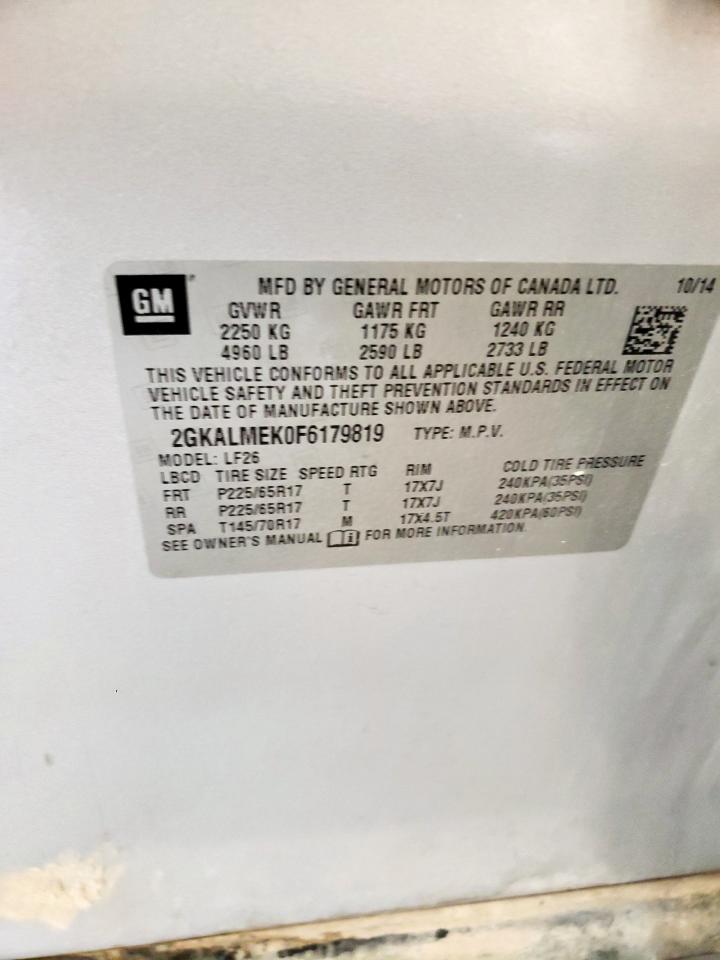 GM
MFD BY GENERAL MOTORS OF CANADA LTD. 10/14
GVWR GAWR FRT GAWR RR
2250 KG 1175 KG 1240 KG
4960 LB 2590 LB 2733 LB
THIS VEHICLE CONFORMS TO ALL APPLICABLE U.S. FEDERAL MOTOR
VEHICLE SAFETY AND THEFT PREVENTION STANDARDS IN EFFECT ON
THE DATE OF MANUFACTURE SHOWN ABOVE.
2GKALMEK0F6179819 TYPE: M.P.V.
MODEL: LF26
LBCD TIRE SIZE SPEED RTG RIM COLD TIRE PRESSURE
FRT P225/65R17 T 17X7J 240KPA(35PSI)
RR P225/65R17 T 17X7J 240KPA(35PSI)
SPA T145/70R17 M 17X4.5T 420KPA(60PSI)
SEE OWNER'S MANUAL FOR MORE INFORMATION.